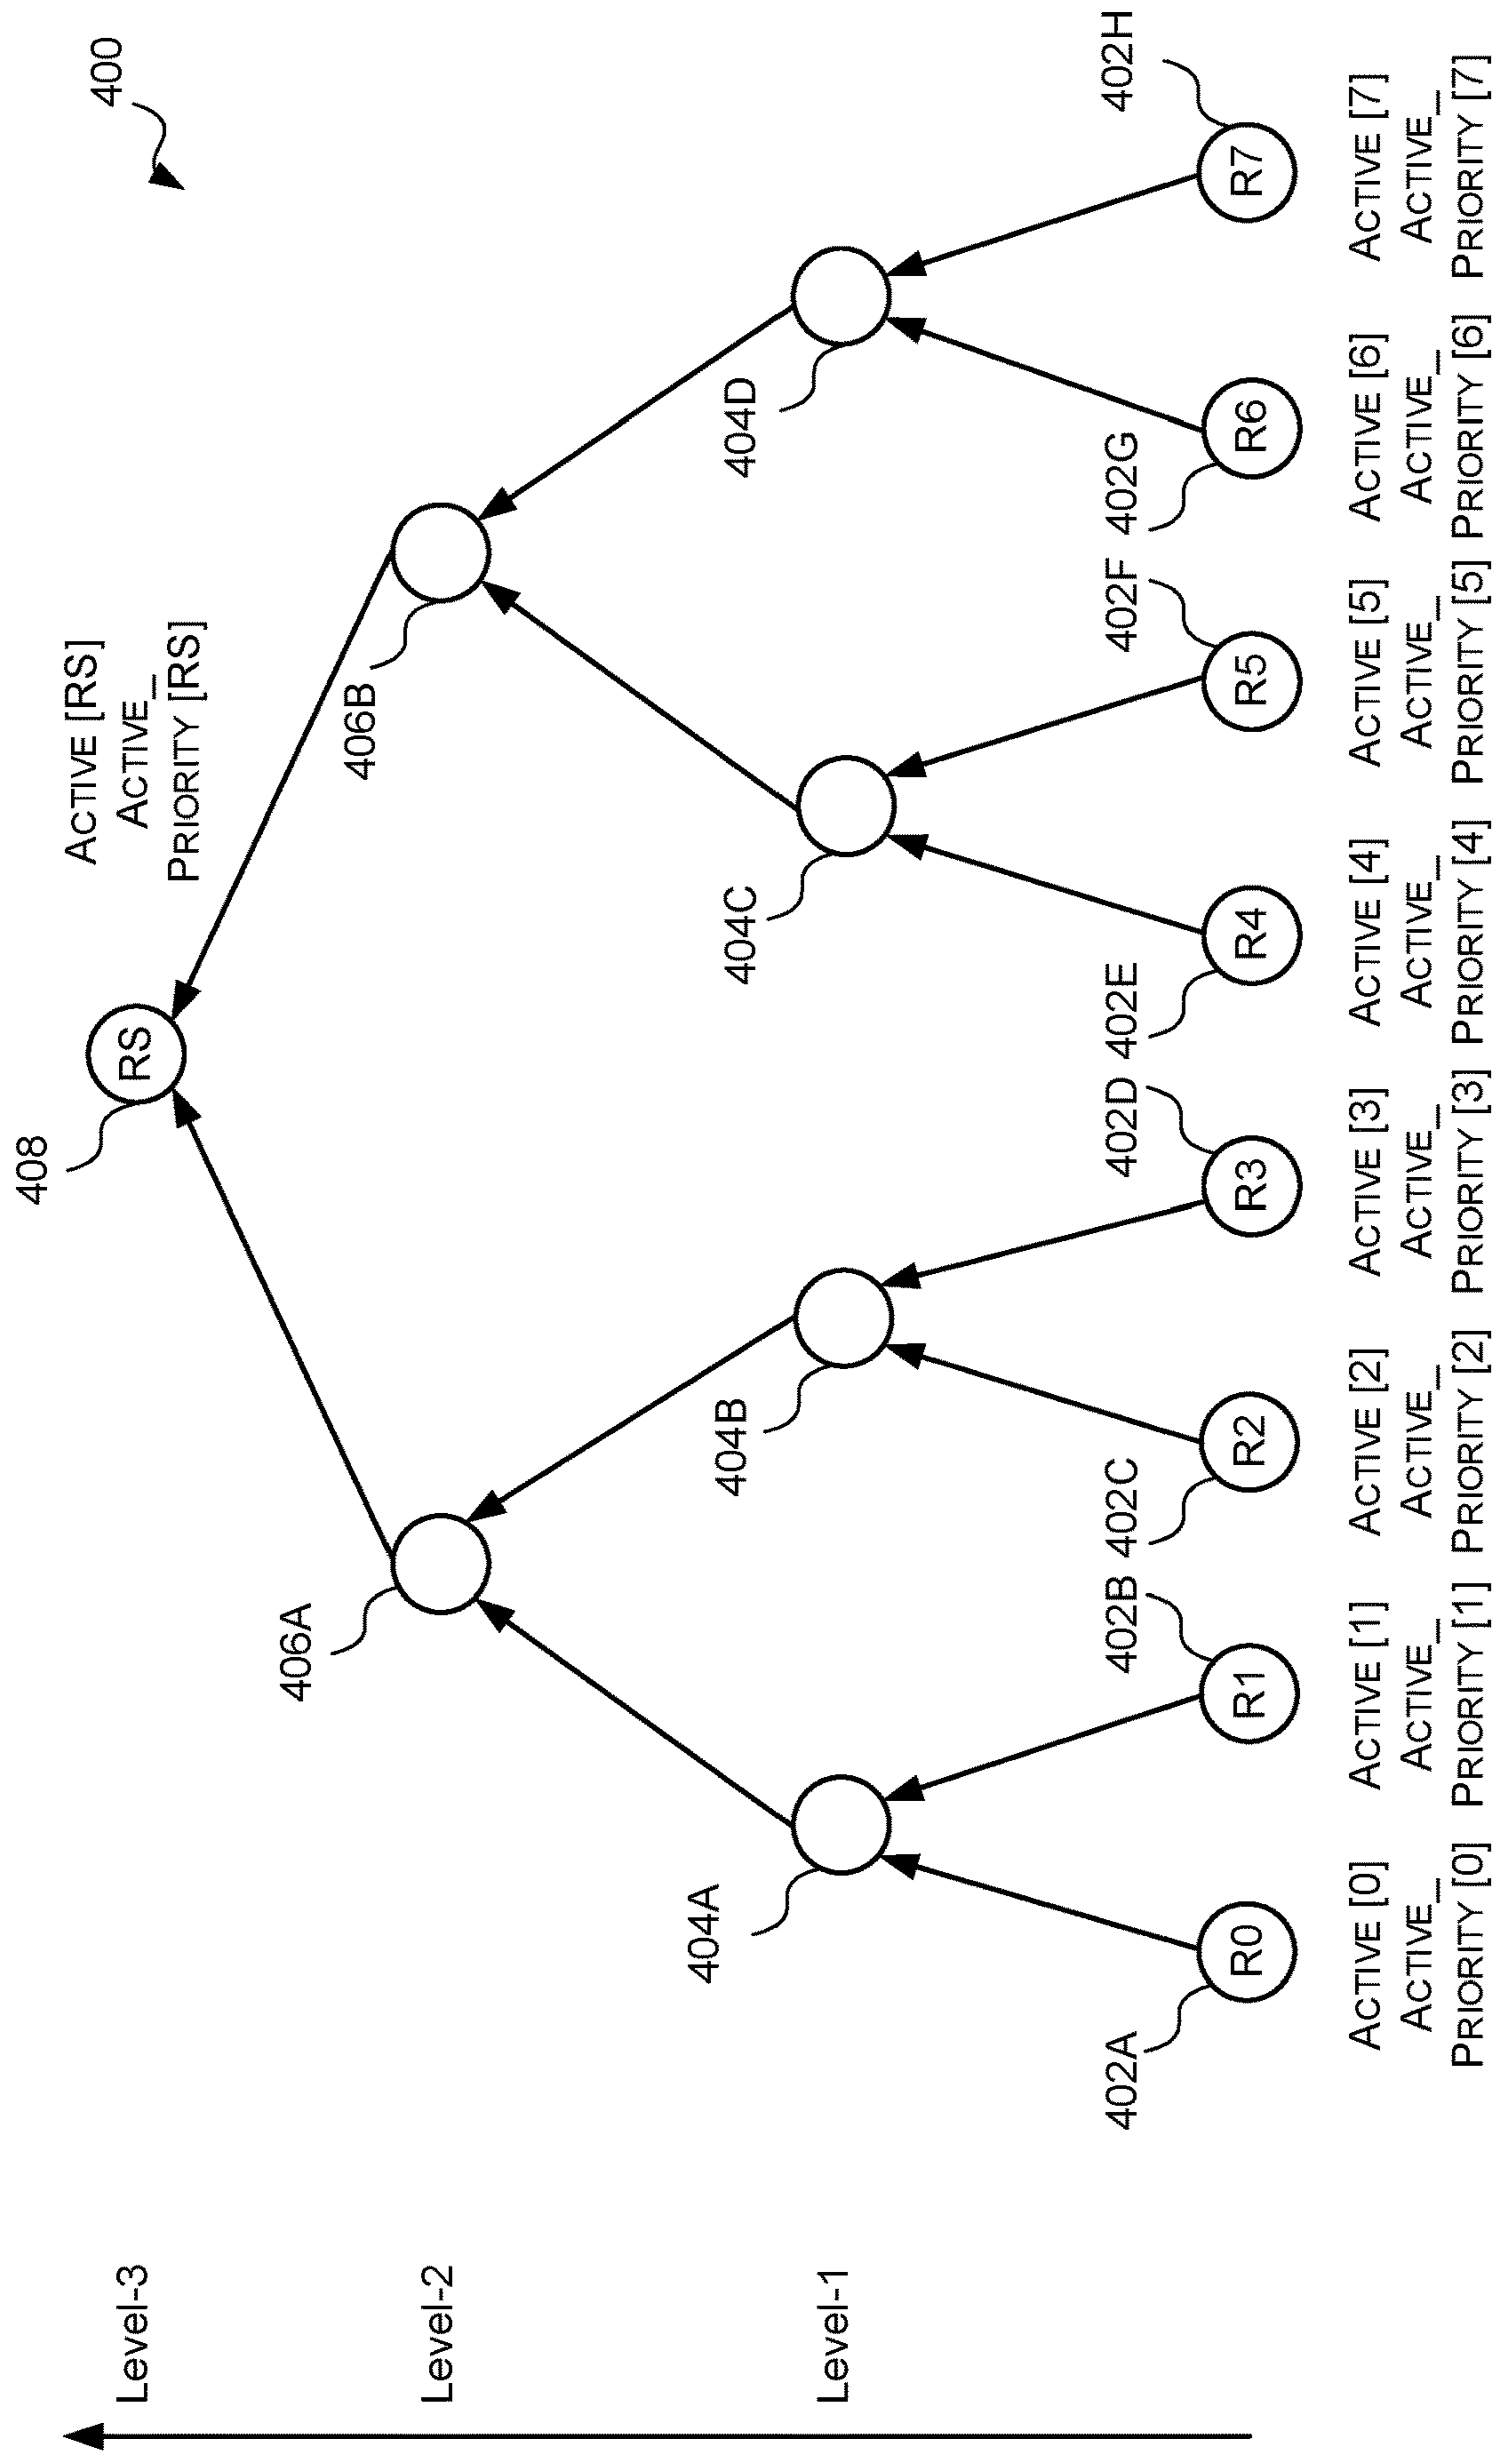 400
ACTIVE [RS]
ACTIVE_
PRIORITY [RS]
408
RS
Level-3
406A
406B
Level-2
404A
404B
404C
404D
Level-1
402A
402B
402C
402D
402E
402F
402G
402H
R0
R1
R2
R3
R4
R5
R6
R7
ACTIVE [0]
ACTIVE_
PRIORITY [0]
ACTIVE [1]
ACTIVE_
PRIORITY [1]
ACTIVE [2]
ACTIVE_
PRIORITY [2]
ACTIVE [3]
ACTIVE_
PRIORITY [3]
ACTIVE [4]
ACTIVE_
PRIORITY [4]
ACTIVE [5]
ACTIVE_
PRIORITY [5]
ACTIVE [6]
ACTIVE_
PRIORITY [6]
ACTIVE [7]
ACTIVE_
PRIORITY [7]